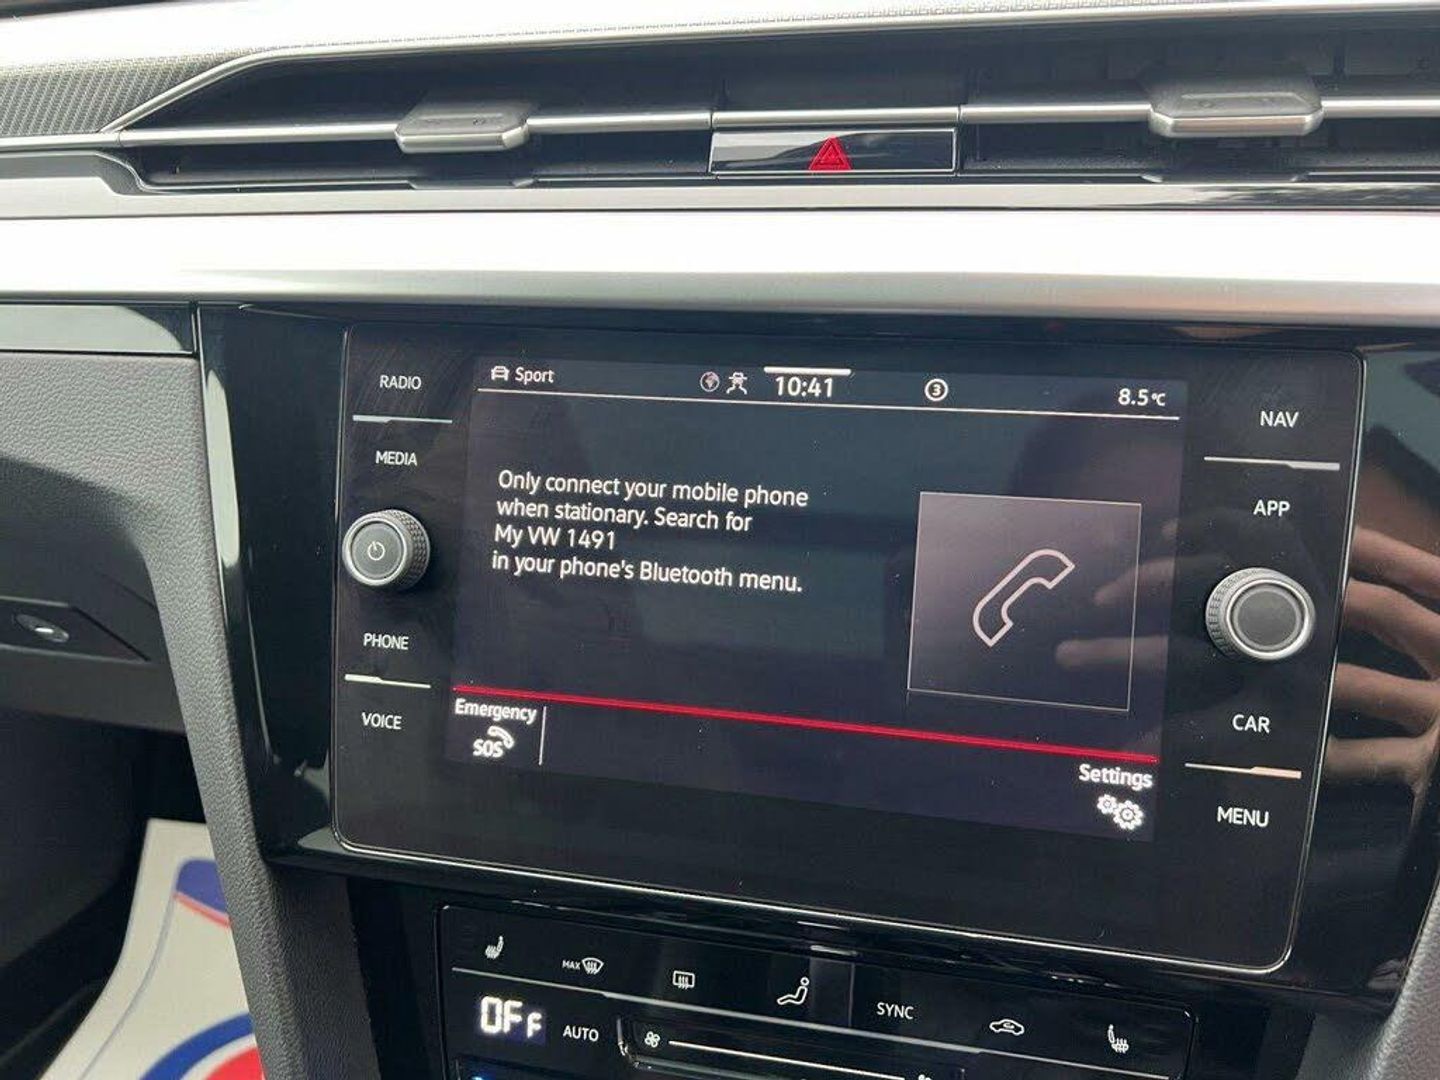 RADIO
MEDIA
PHONE
VOICE
Sport
10:41
3
8.5°C
Only connect your mobile phone
when stationary. Search for
My VW 1491
in your phone's Bluetooth menu.
Emergency
SOS
Settings
NAV
APP
CAR
MENU
MAX
SYNC
OFF
AUTO